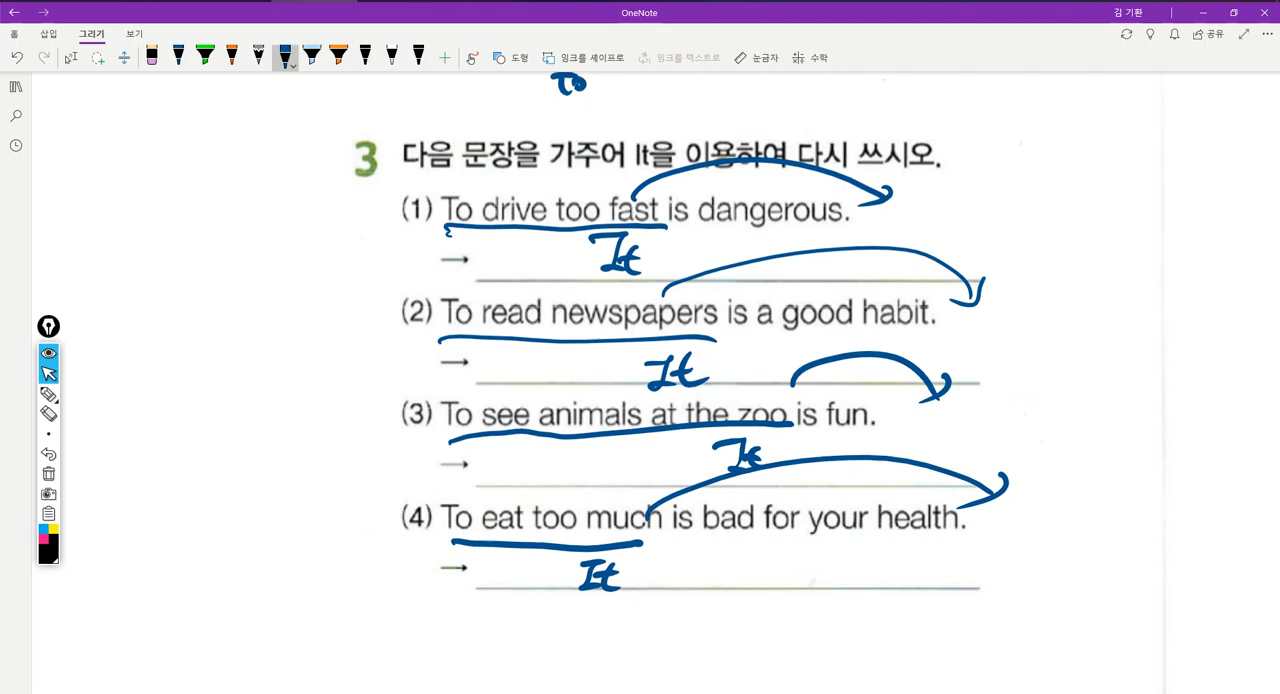 OneNote
김 기환
홈 삽입 그리기 보기
공유
도형 잉크를 셰이프로 잉크를 텍스트로 눈금자 수학
To
3 다음 문장을 가주어 It을 이용하여 다시 쓰시오.
(1) To drive too fast is dangerous.
It
→
(2) To read newspapers is a good habit.
→ It
(3) To see animals at the zoo is fun.
→ It
(4) To eat too much is bad for your health.
→ It